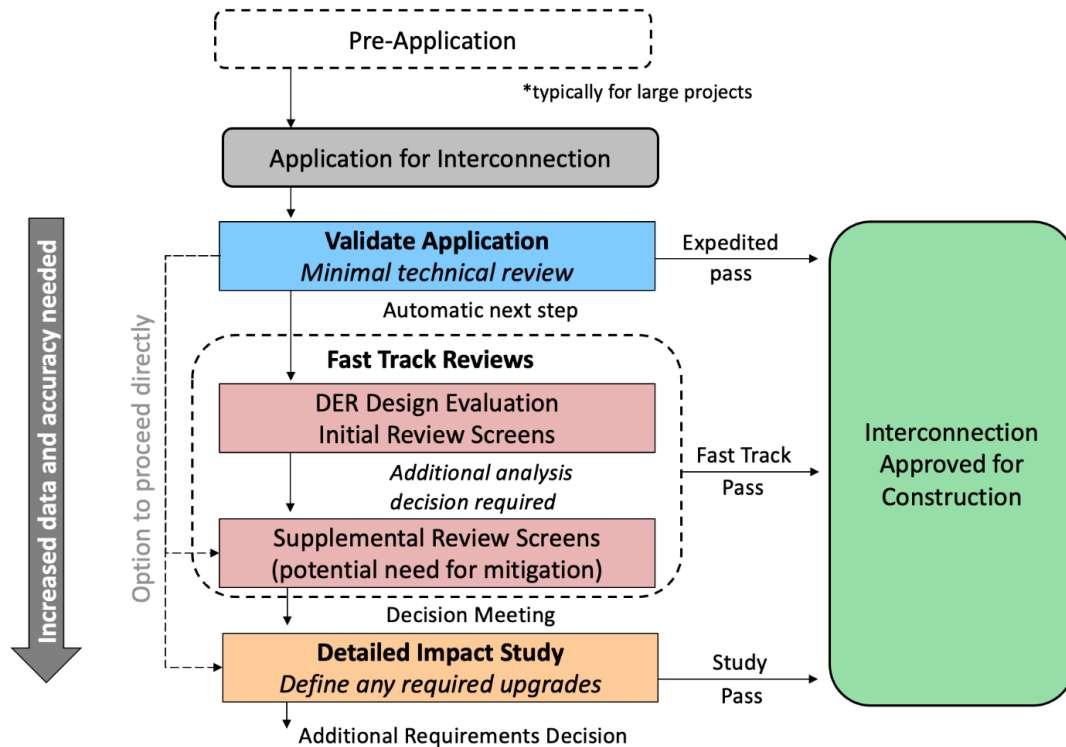 Pre-Application
*typically for large projects
Application for Interconnection
Increased data and accuracy needed
Option to proceed directly
Validate Application
Minimal technical review
Expedited
pass
Automatic next step
Fast Track Reviews
DER Design Evaluation
Initial Review Screens
Additional analysis
decision required
Fast Track
Pass
Supplemental Review Screens
(potential need for mitigation)
Decision Meeting
Detailed Impact Study
Define any required upgrades
Study
Pass
Additional Requirements Decision
Interconnection
Approved for
Construction